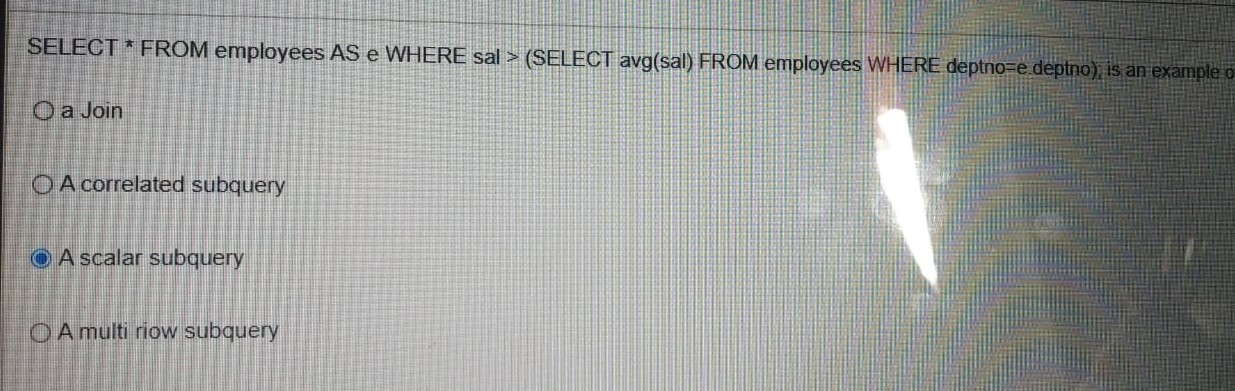 SELECT * FROM employees AS e WHERE sal > (SELECT avg(sal) FROM employees WHERE deptno=e.deptno), is an example
a Join
A correlated subquery
A scalar subquery
A multi riow subquery